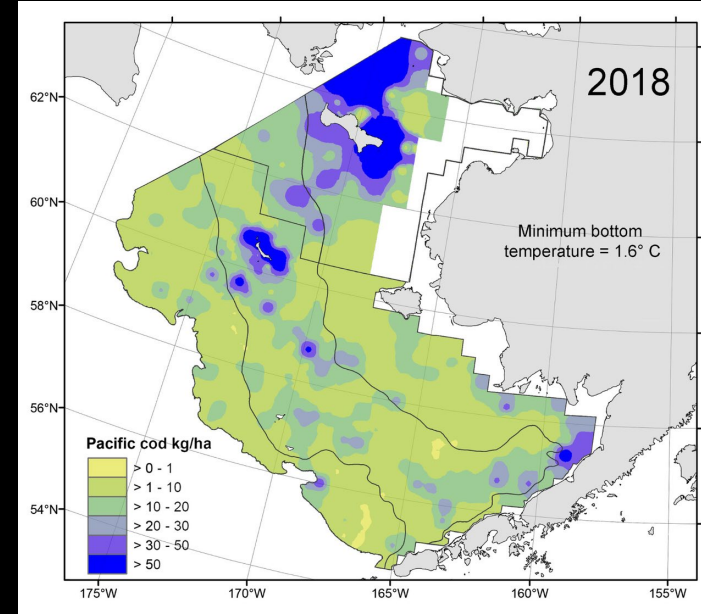 2018
62°N
60°N
58°N
56°N
54°N
Minimum bottom
temperature = 1.6° C
Pacific cod kg/ha
> 0 - 1
> 1 - 10
> 10 - 20
> 20 - 30
> 30 - 50
> 50
175°W
170°W
165°W
160°W
155°W